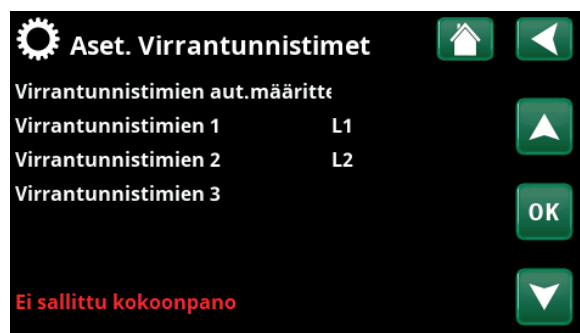 Aset. Virrantunnistimet
Virrantunnistimien aut.määritte
Virrantunnistimien 1 L1
Virrantunnistimien 2 L2
Virrantunnistimien 3
OK
Ei sallittu kokoonpano